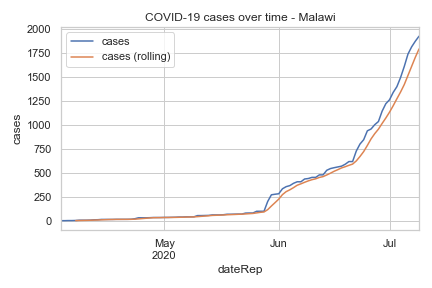 COVID-19 cases over time - Malawi
cases
cases (rolling)
2000
1750
1500
1250
1000
750
500
250
0
cases
May
2020
Jun
Jul
dateRep